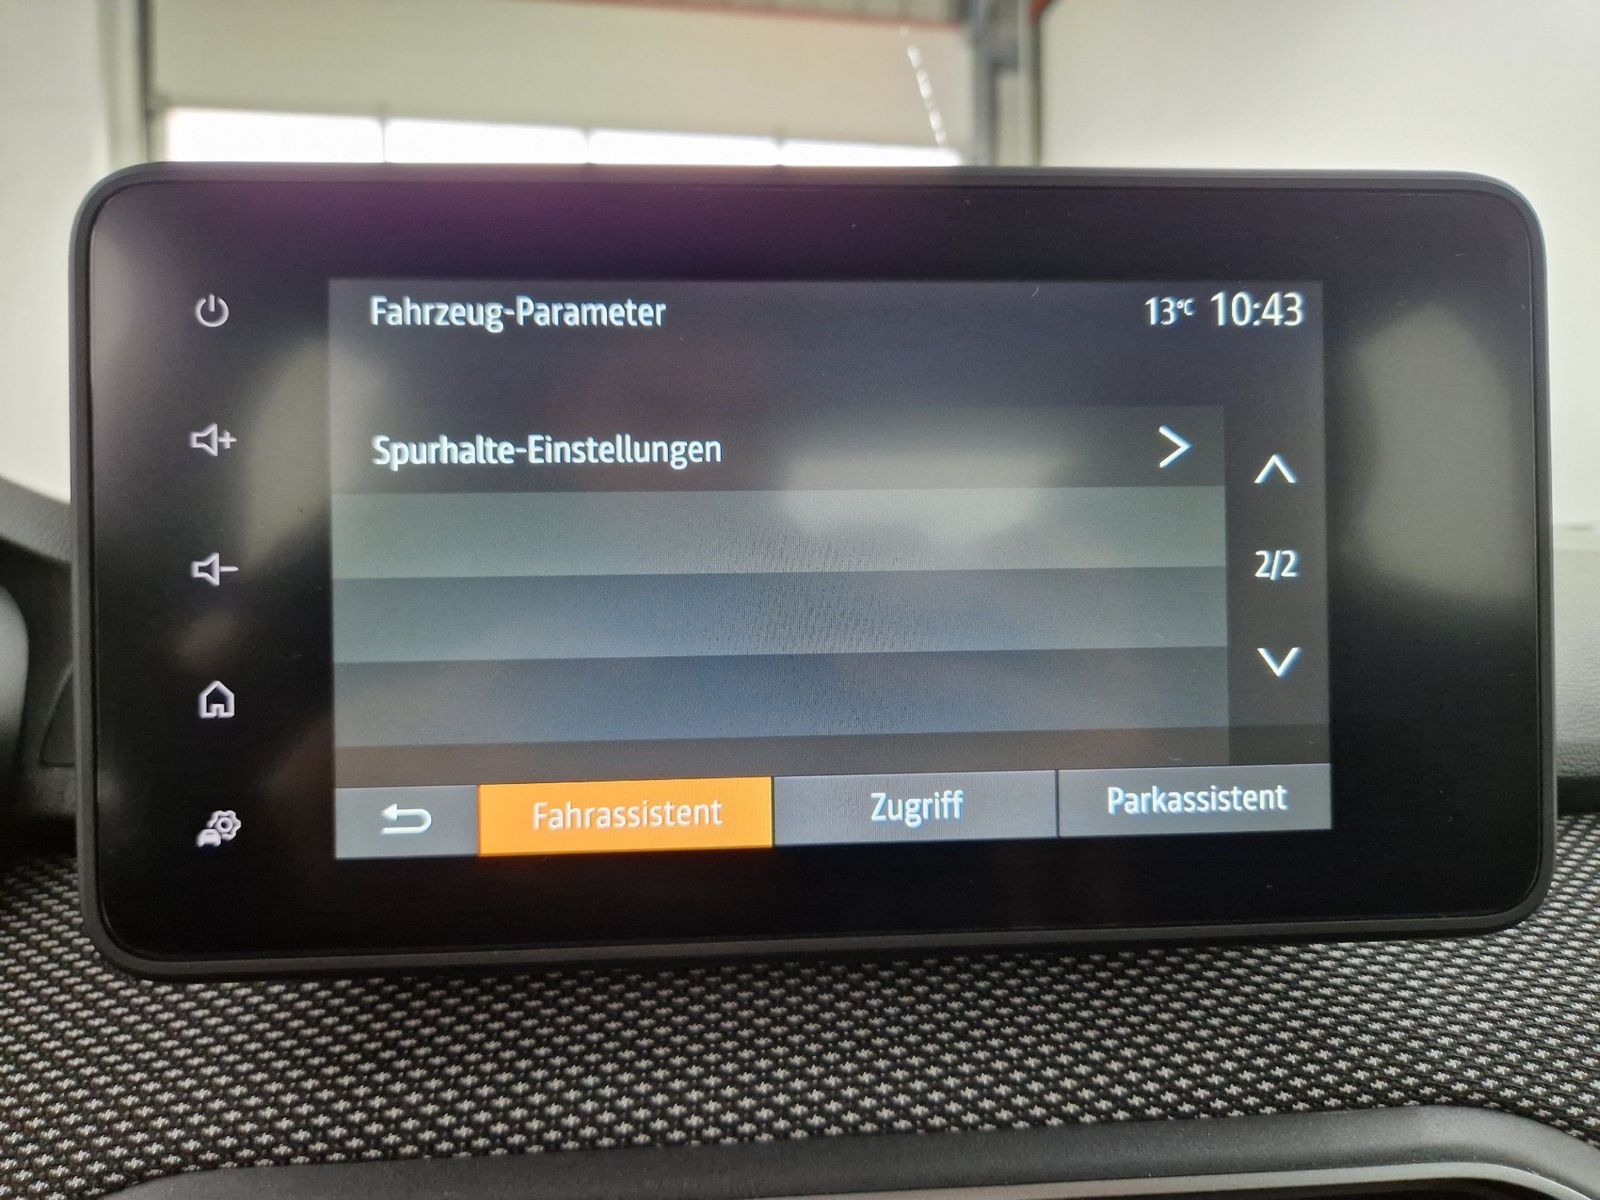 Fahrzeug-Parameter 13°C 10:43
Spurhalte-Einstellungen
2/2
Fahrassistent Zugriff Parkassistent